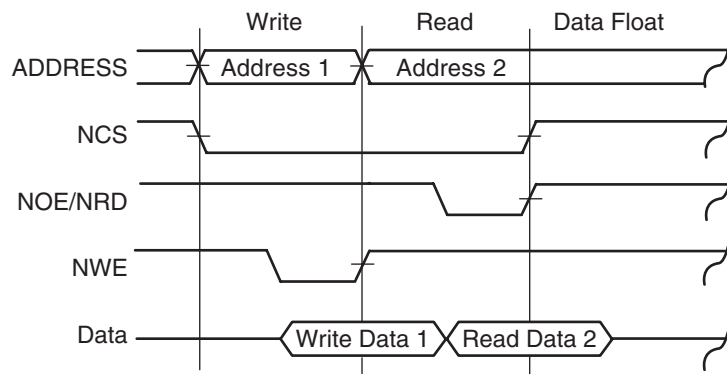 Write Read Data Float
ADDRESS Address 1 Address 2
NCS
NOE/NRD
NWE
Data Write Data 1 Read Data 2